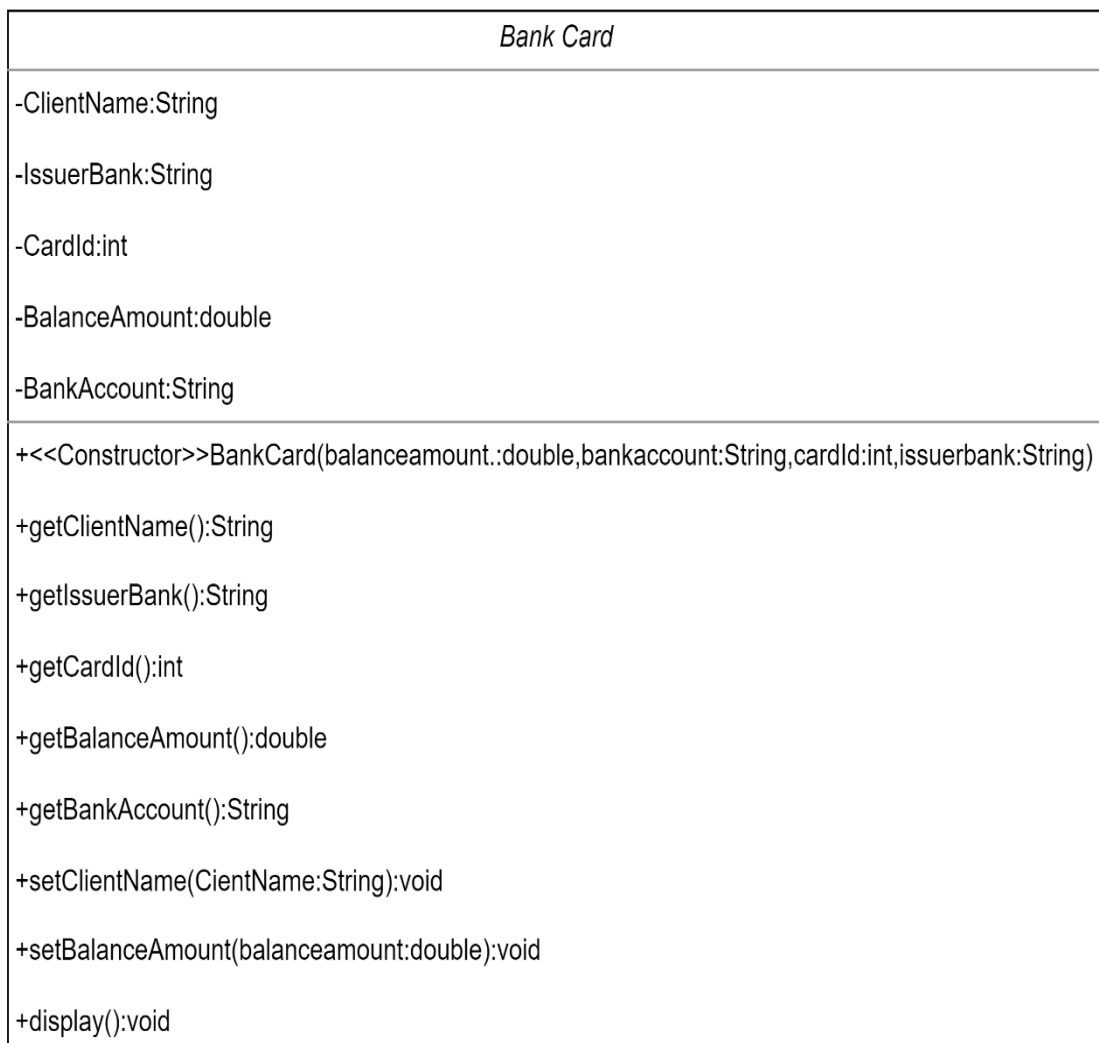 Bank Card
-ClientName:String
-IssuerBank:String
-CardId:int
-BalanceAmount:double
-BankAccount:String
+<<Constructor>>BankCard(balanceamount.:double,bankaccount:String,cardId:int,issuerbank:String)
+getClientName():String
+getIssuerBank():String
+getCardId():int
+getBalanceAmount():double
+getBankAccount():String
+setClientName(CientName:String):void
+setBalanceAmount(balanceamount:double):void
+display():void